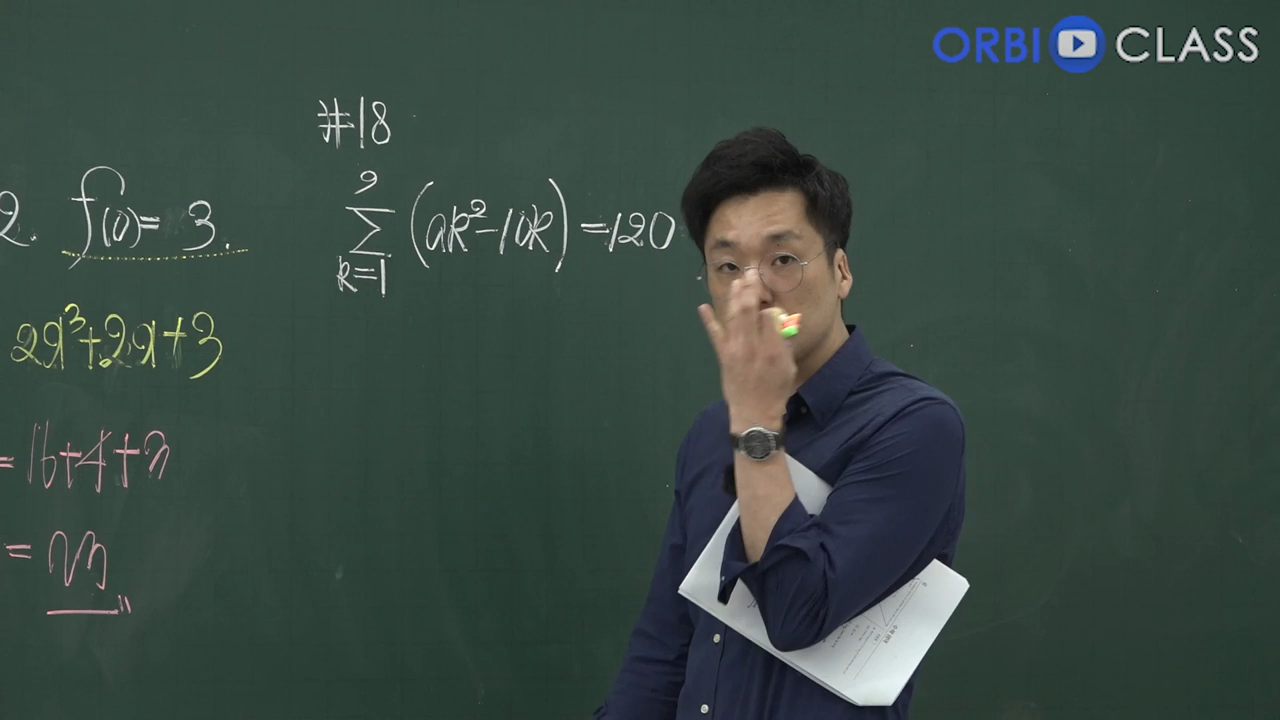 ORBI CLASS
#18
2. f(0)= 3.
9
∑ (ak²-10k) =120
k=1
2x³+2x+3
=16+4+3
=23